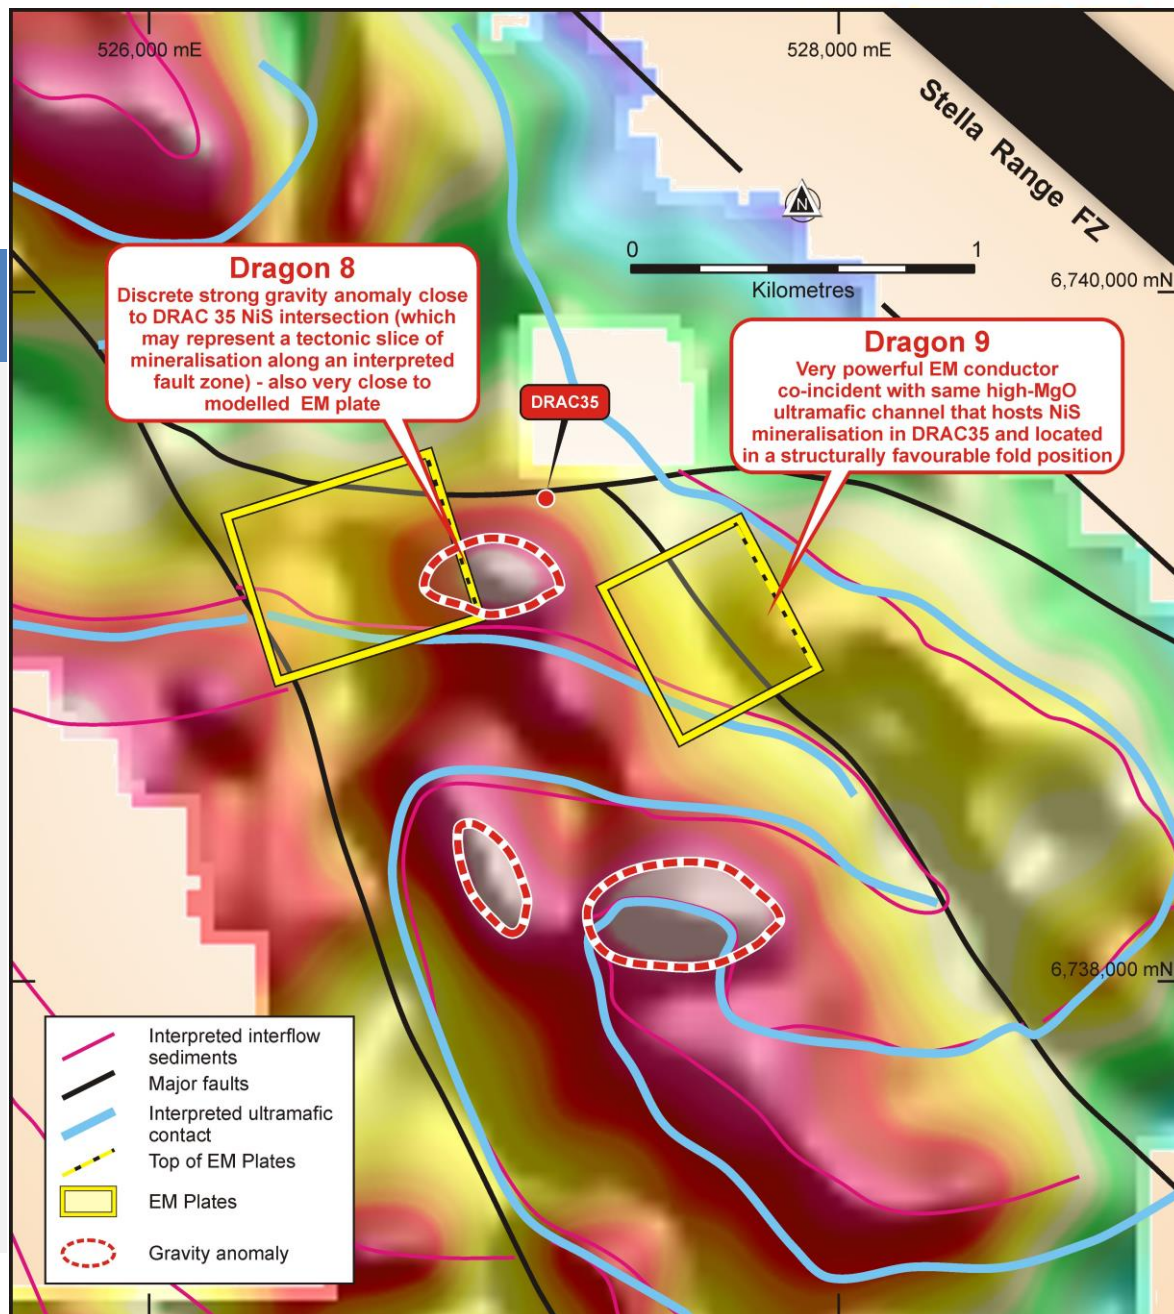 526,000 mE
528,000 mE
Stella Range FZ
N
0
1
Kilometres
6,740,000 mN
Dragon 8
Discrete strong gravity anomaly close
to DRAC 35 NiS intersection (which
may represent a tectonic slice of
mineralisation along an interpreted
fault zone) - also very close to
modelled EM plate
DRAC35
Dragon 9
Very powerful EM conductor
co-incident with same high-MgO
ultramafic channel that hosts NiS
mineralisation in DRAC35 and located
in a structurally favourable fold position
6,738,000 mN
Interpreted interflow
sediments
Major faults
Interpreted ultramafic
contact
Top of EM Plates
EM Plates
Gravity anomaly